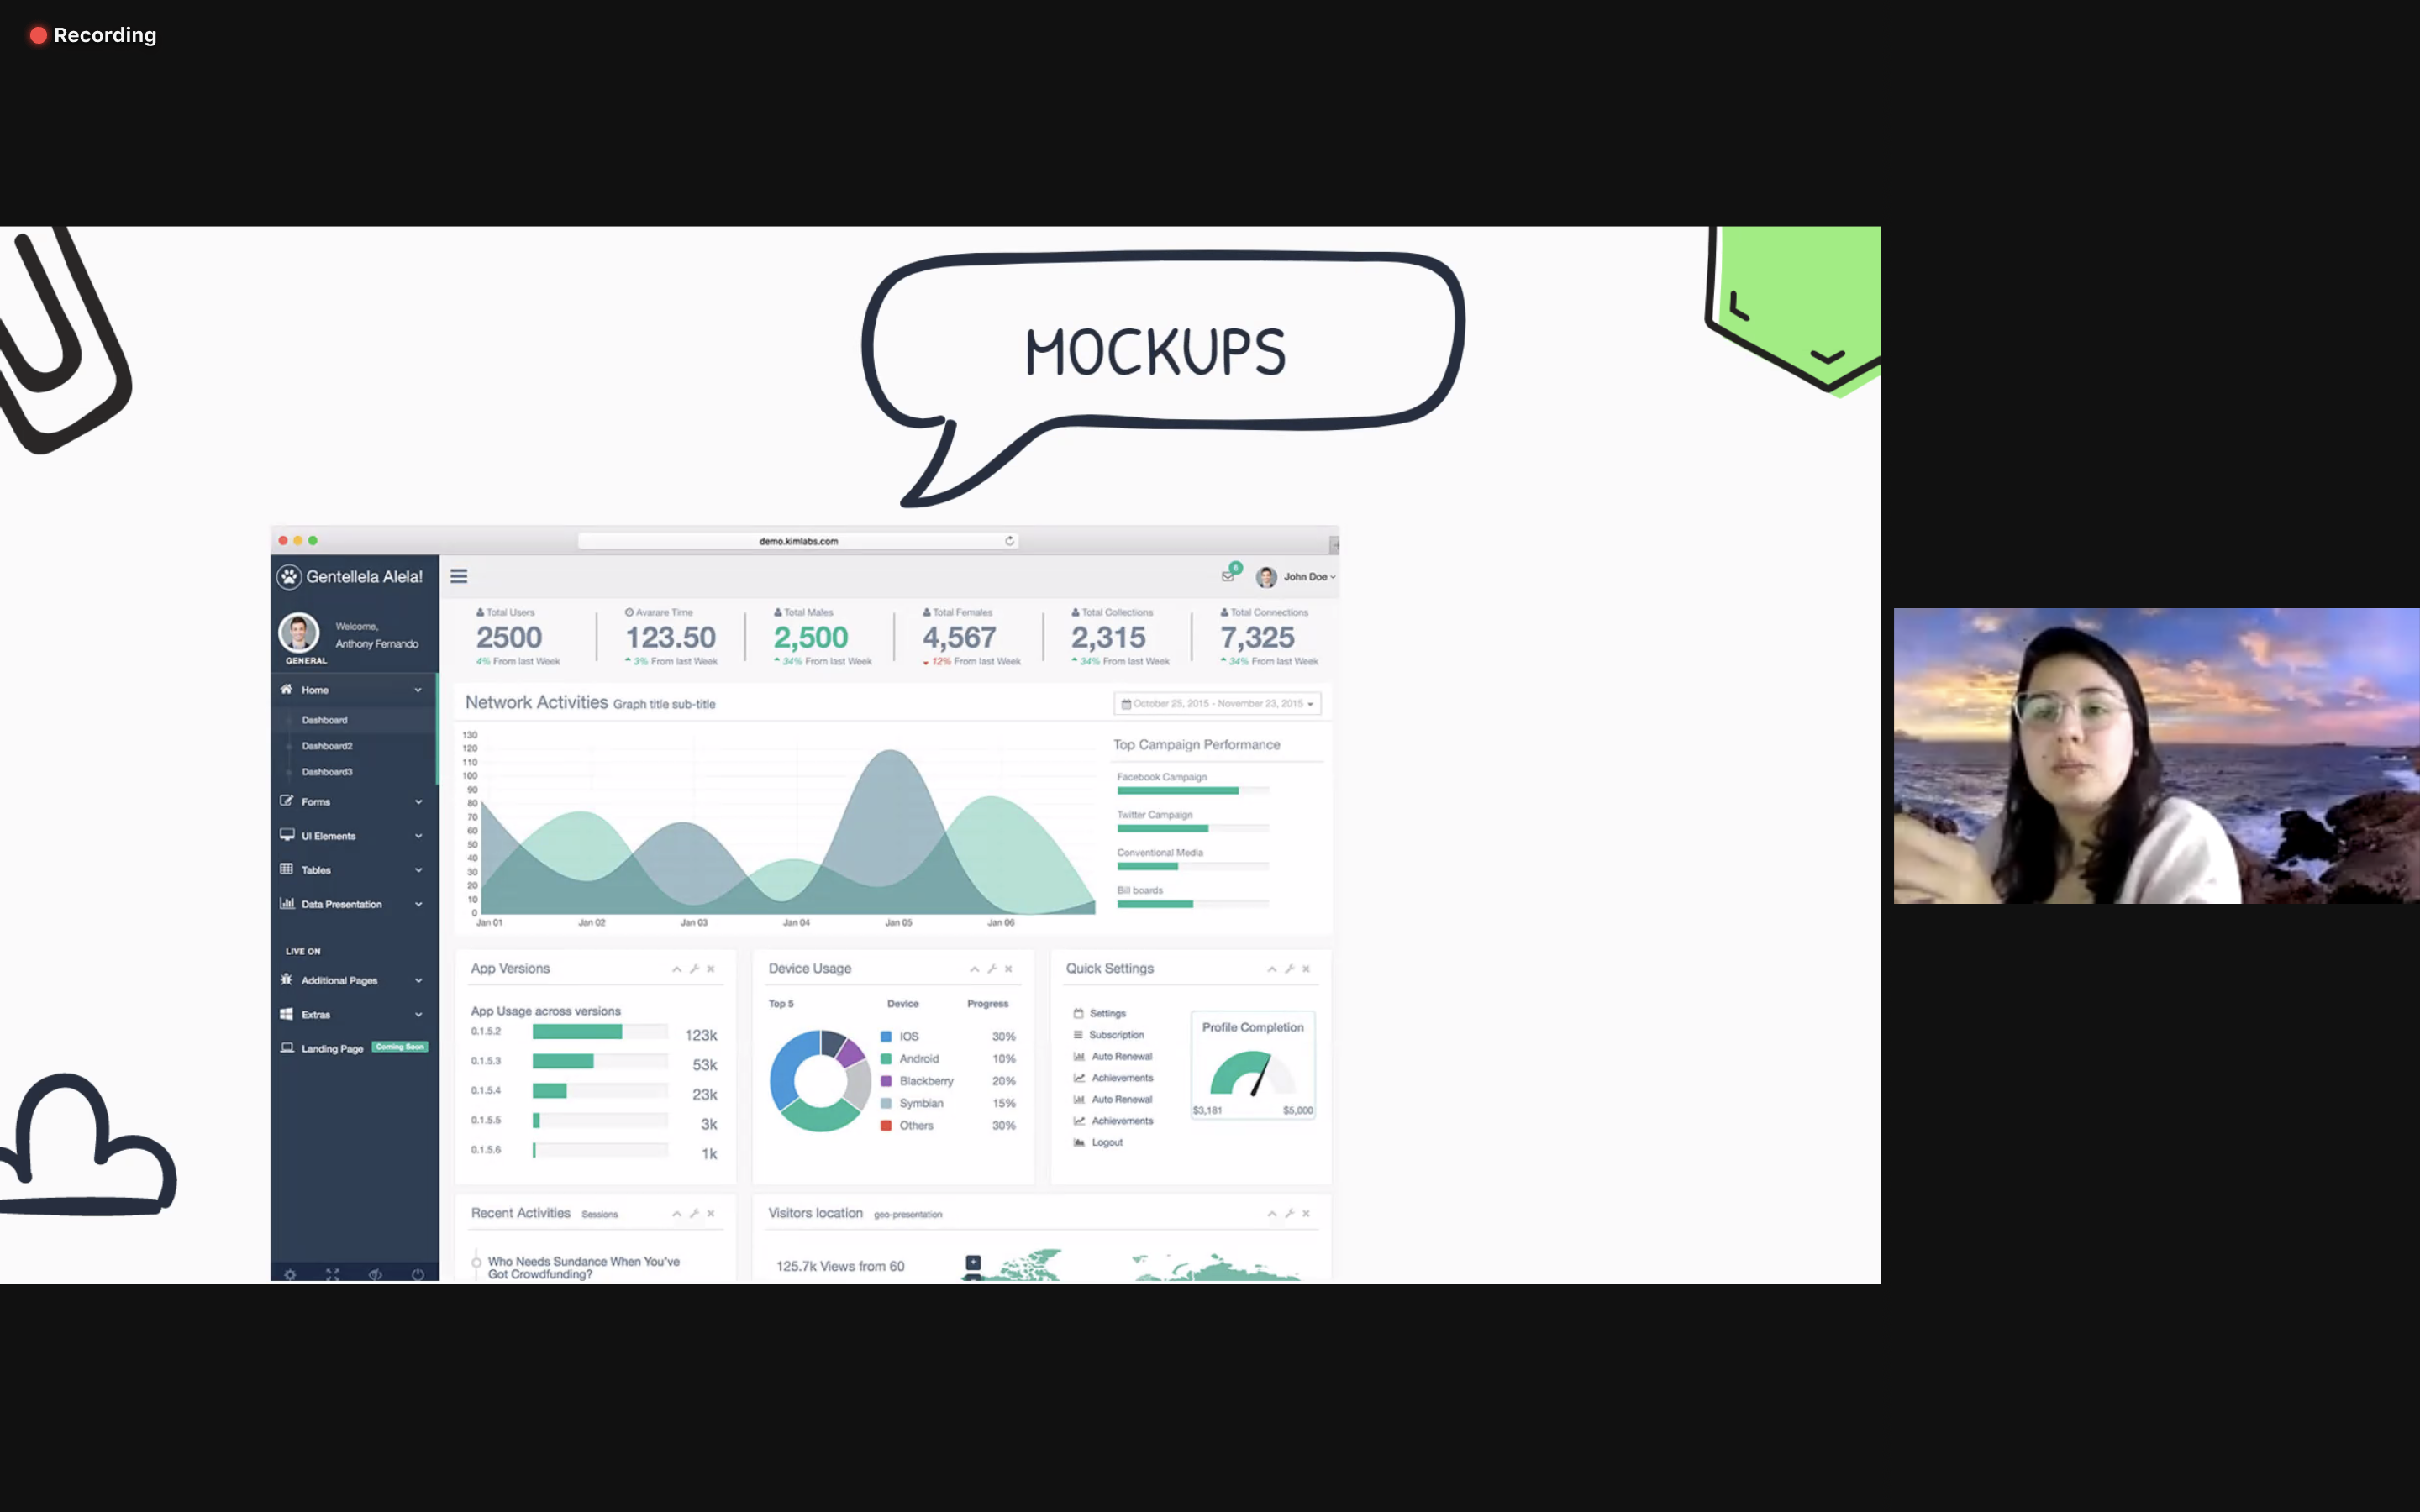 Recording
MOCKUPS
demo.kimlabs.com
Gentellela Alela!
Welcome,
Anthony Fernando
GENERAL
Home
Dashboard
Dashboard2
Dashboard3
Forms
UI Elements
Tables
Data Presentation
LIVE ON
Additional Pages
Extras
Landing Page Coming Soon
6
John Doe
Total Users
2500
4% From last Week
Avarare Time
123.50
3% From last Week
Total Males
2,500
34% From last Week
Total Females
4,567
12% From last Week
Total Collections
2,315
34% From last Week
Total Connections
7,325
34% From last Week
Network Activities Graph title sub-title
October 25, 2015 - November 23, 2015
130
120
110
100
90
80
70
60
50
40
30
20
10
0
Jan 01 Jan 02 Jan 03 Jan 04 Jan 05 Jan 06
Top Campaign Performance
Facebook Campaign
Twitter Campaign
Conventional Media
Bill boards
App Versions
App Usage across versions
0.1.5.2 123k
0.1.5.3 53k
0.1.5.4 23k
0.1.5.5 3k
0.1.5.6 1k
Device Usage
Top 5 Device Progress
IOS 30%
Android 10%
Blackberry 20%
Symbian 15%
Others 30%
Quick Settings
Settings
Subscription
Auto Renewal
Achievements
Auto Renewal
Achievements
Logout
Profile Completion
$3,181 $5,000
Recent Activities Sessions
Who Needs Sundance When You've
Got Crowdfunding?
Visitors location geo-presentation
125.7k Views from 60